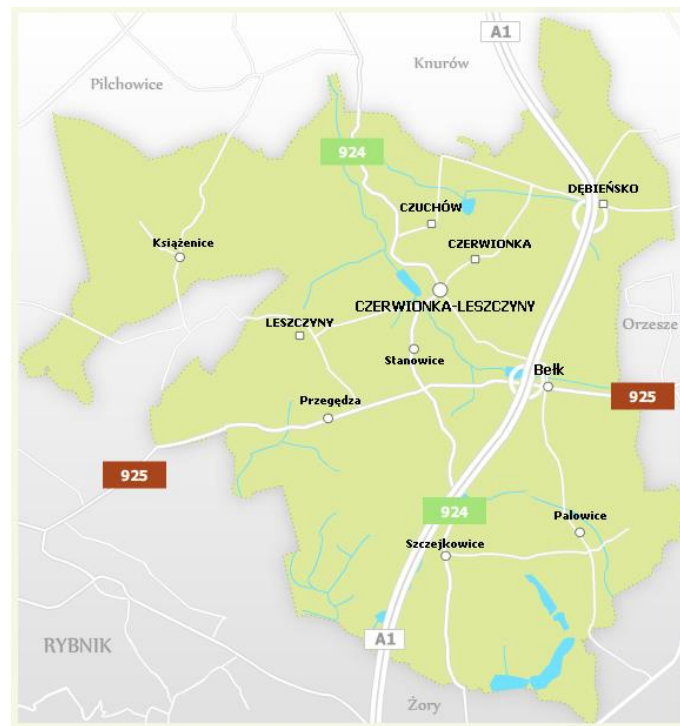 A1
Knurów
Pilchowice
924
DĘBIEŃSKO
CZUCHÓW
Książenice
CZERWIONKA
CZERWIONKA-LESZCZYNY
LESZCZYNY
Orzesze
Stanowice
Bełk
925
Przegędza
925
924
Palowice
Szczejkowice
A1
RYBNIK
Żory